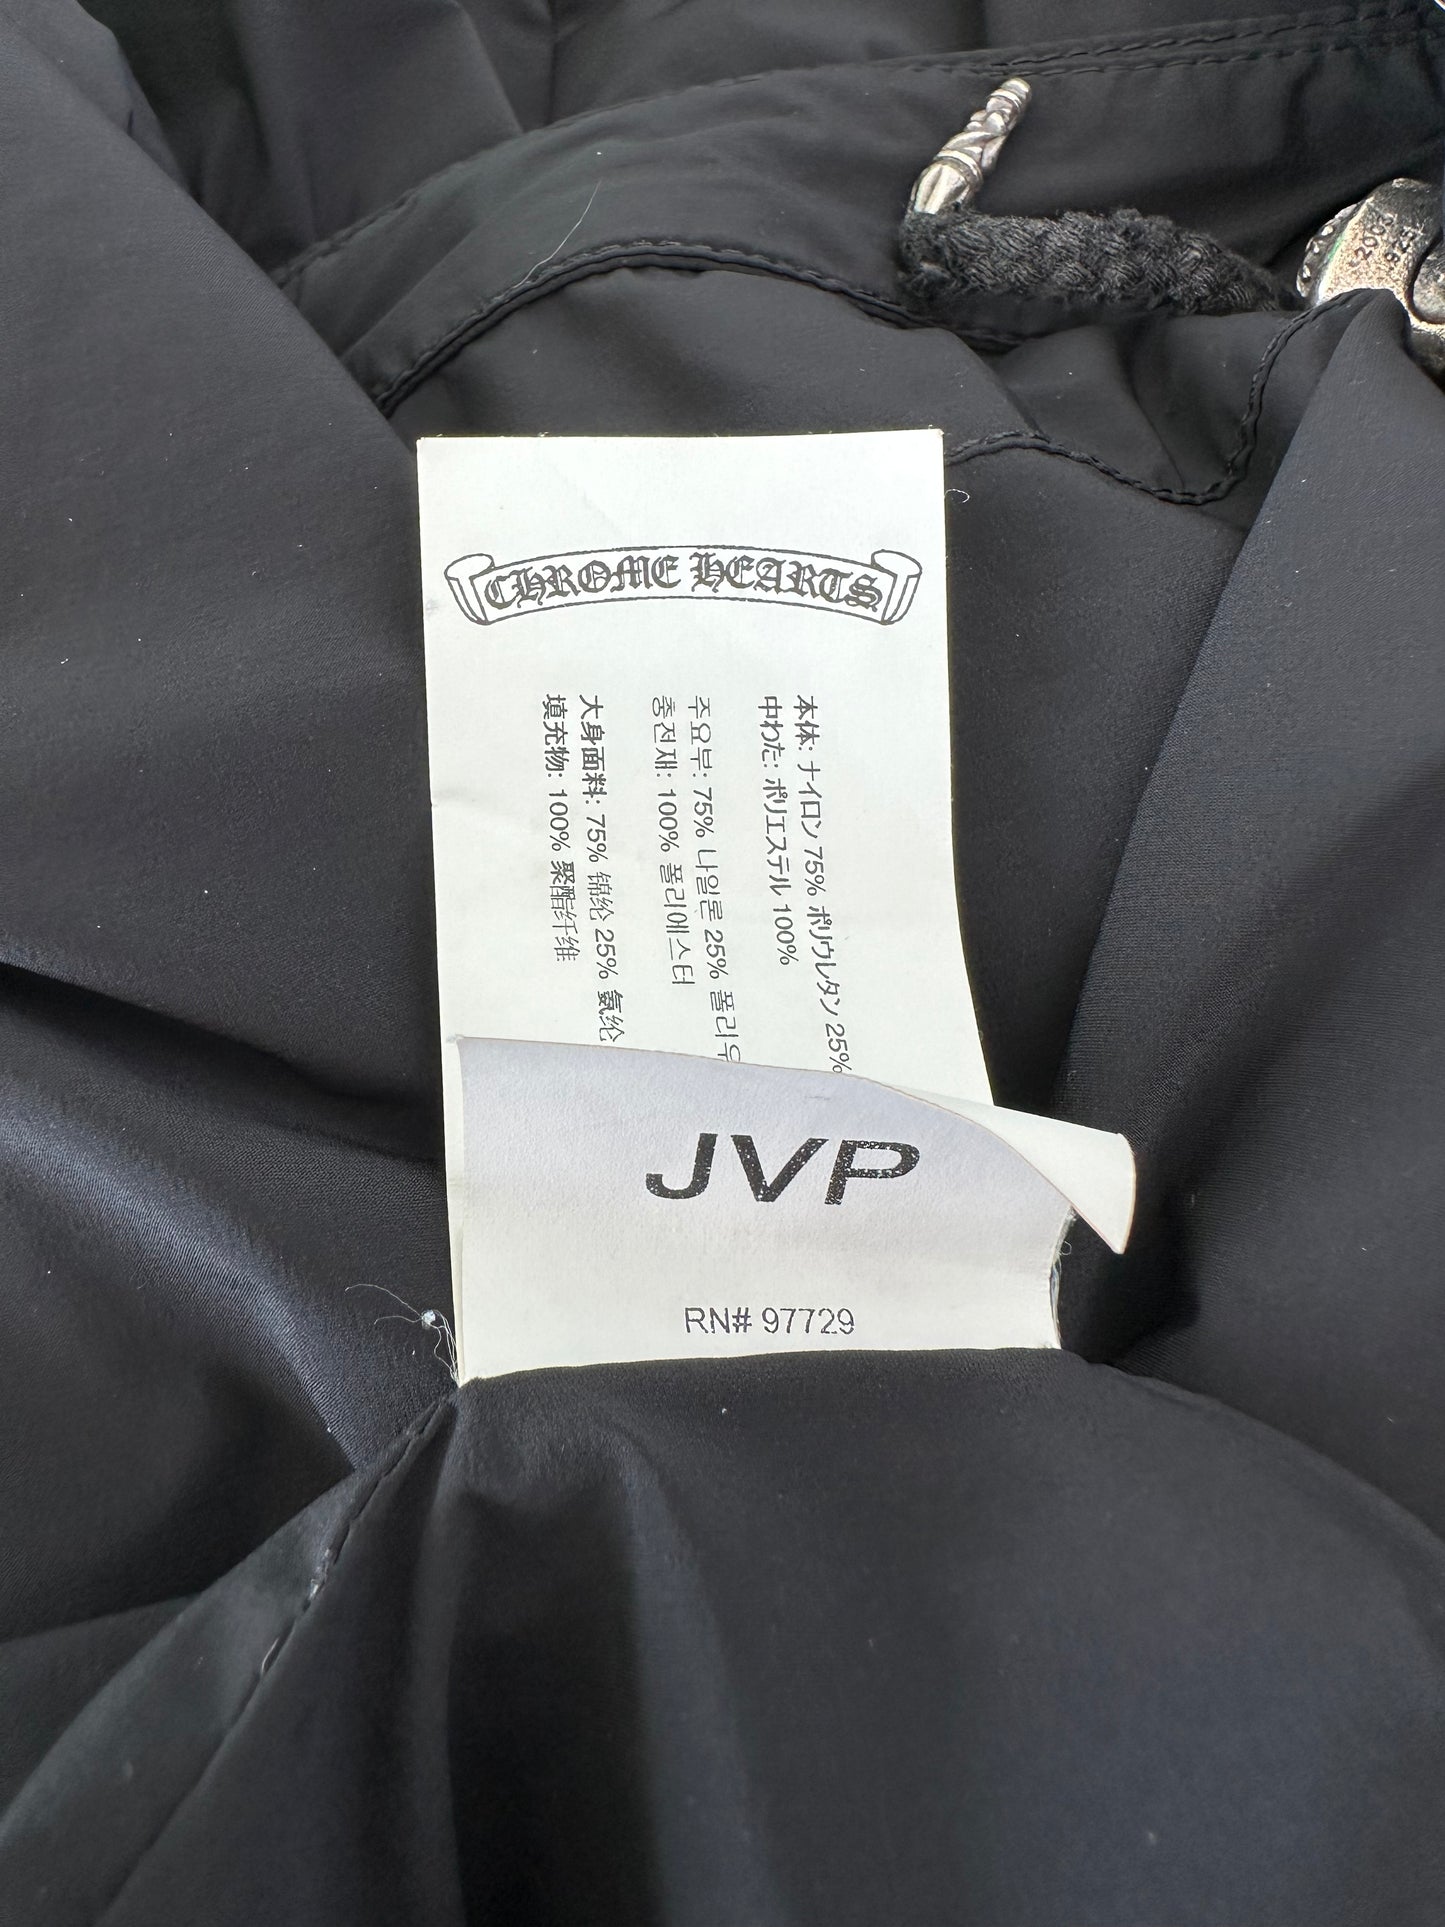 CHROME HEARTS
本体: ナイロン 75% ポリウレタン 25%
中わた: ポリエステル 100%
주요부: 75% 나일론 25% 폴리우
충전재: 100% 폴리에스터
大身面料: 75% 锦纶 25% 氨纶
填充物: 100% 聚酯纤维
JVP
RN# 97729
2003
925